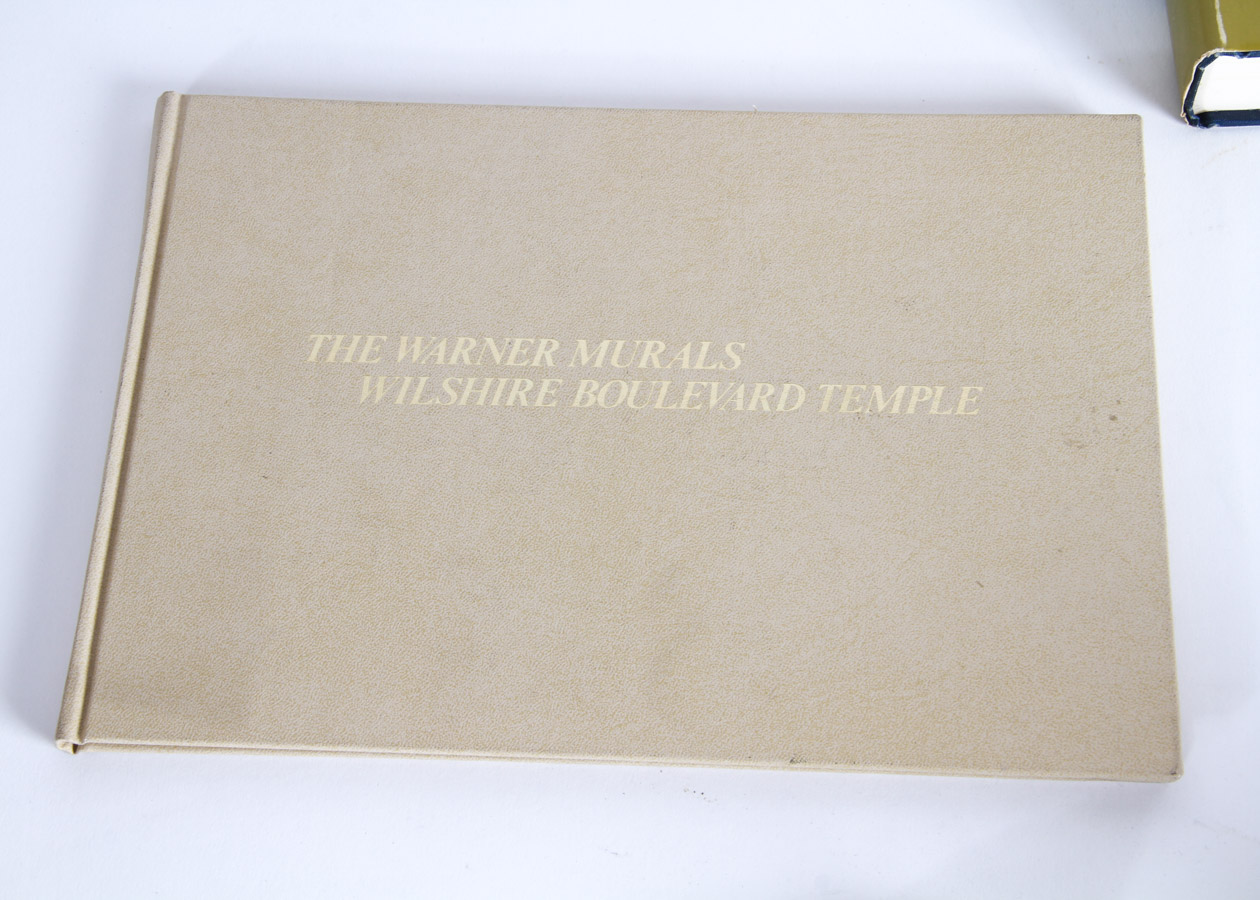 THE WARNER MURALS
WILSHIRE BOULEVARD TEMPLE